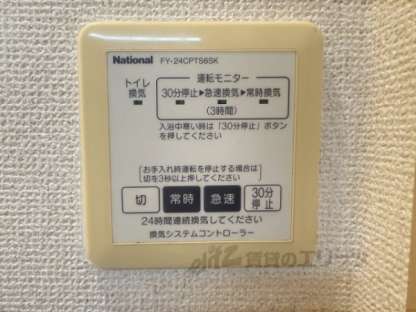 National FY-24CPTS6SK
トイレ
換気
運転モニター
30分停止▶急速換気▶常時換気
(3時間)
入浴中寒い時は「30分停止」ボタン
を押してください
お手入れ時運転を停止する場合は
切を3秒以上押してください
切 常時 急速 30分停止
24時間連続換気してください
換気システムコントローラー
elitz 賃貸のエリッツ